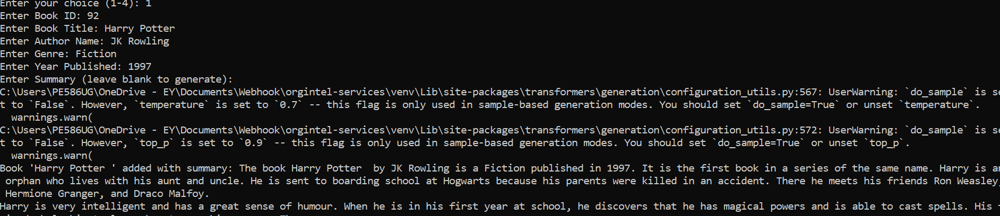 Enter your choice (1-4): 1
Enter Book ID: 92
Enter Book Title: Harry Potter
Enter Author Name: JK Rowling
Enter Genre: Fiction
Enter Year Published: 1997
Enter Summary (leave blank to generate):
C:\Users\PE586UG\OneDrive - EY\Documents\Webhook\orgintel-services\venv\Lib\site-packages\transformers\generation\configuration_utils.py:567: UserWarning: `do_sample` is se
t to `False`. However, `temperature` is set to `0.7` -- this flag is only used in sample-based generation modes. You should set `do_sample=True` or unset `temperature`.
  warnings.warn(
C:\Users\PE586UG\OneDrive - EY\Documents\Webhook\orgintel-services\venv\Lib\site-packages\transformers\generation\configuration_utils.py:572: UserWarning: `do_sample` is se
t to `False`. However, `top_p` is set to `0.9` -- this flag is only used in sample-based generation modes. You should set `do_sample=True` or unset `top_p`.
  warnings.warn(
Book 'Harry Potter ' added with summary: The book Harry Potter  by JK Rowling is a Fiction published in 1997. It is the first book in a series of the same name. Harry is an
 orphan who lives with his aunt and uncle. He is sent to boarding school at Hogwarts because his parents were killed in an accident. There he meets his friends Ron Weasley,
 Hermione Granger, and Draco Malfoy.
Harry is very intelligent and has a great sense of humour. When he is in his first year at school, he discovers that he has magical powers and is able to cast spells. His